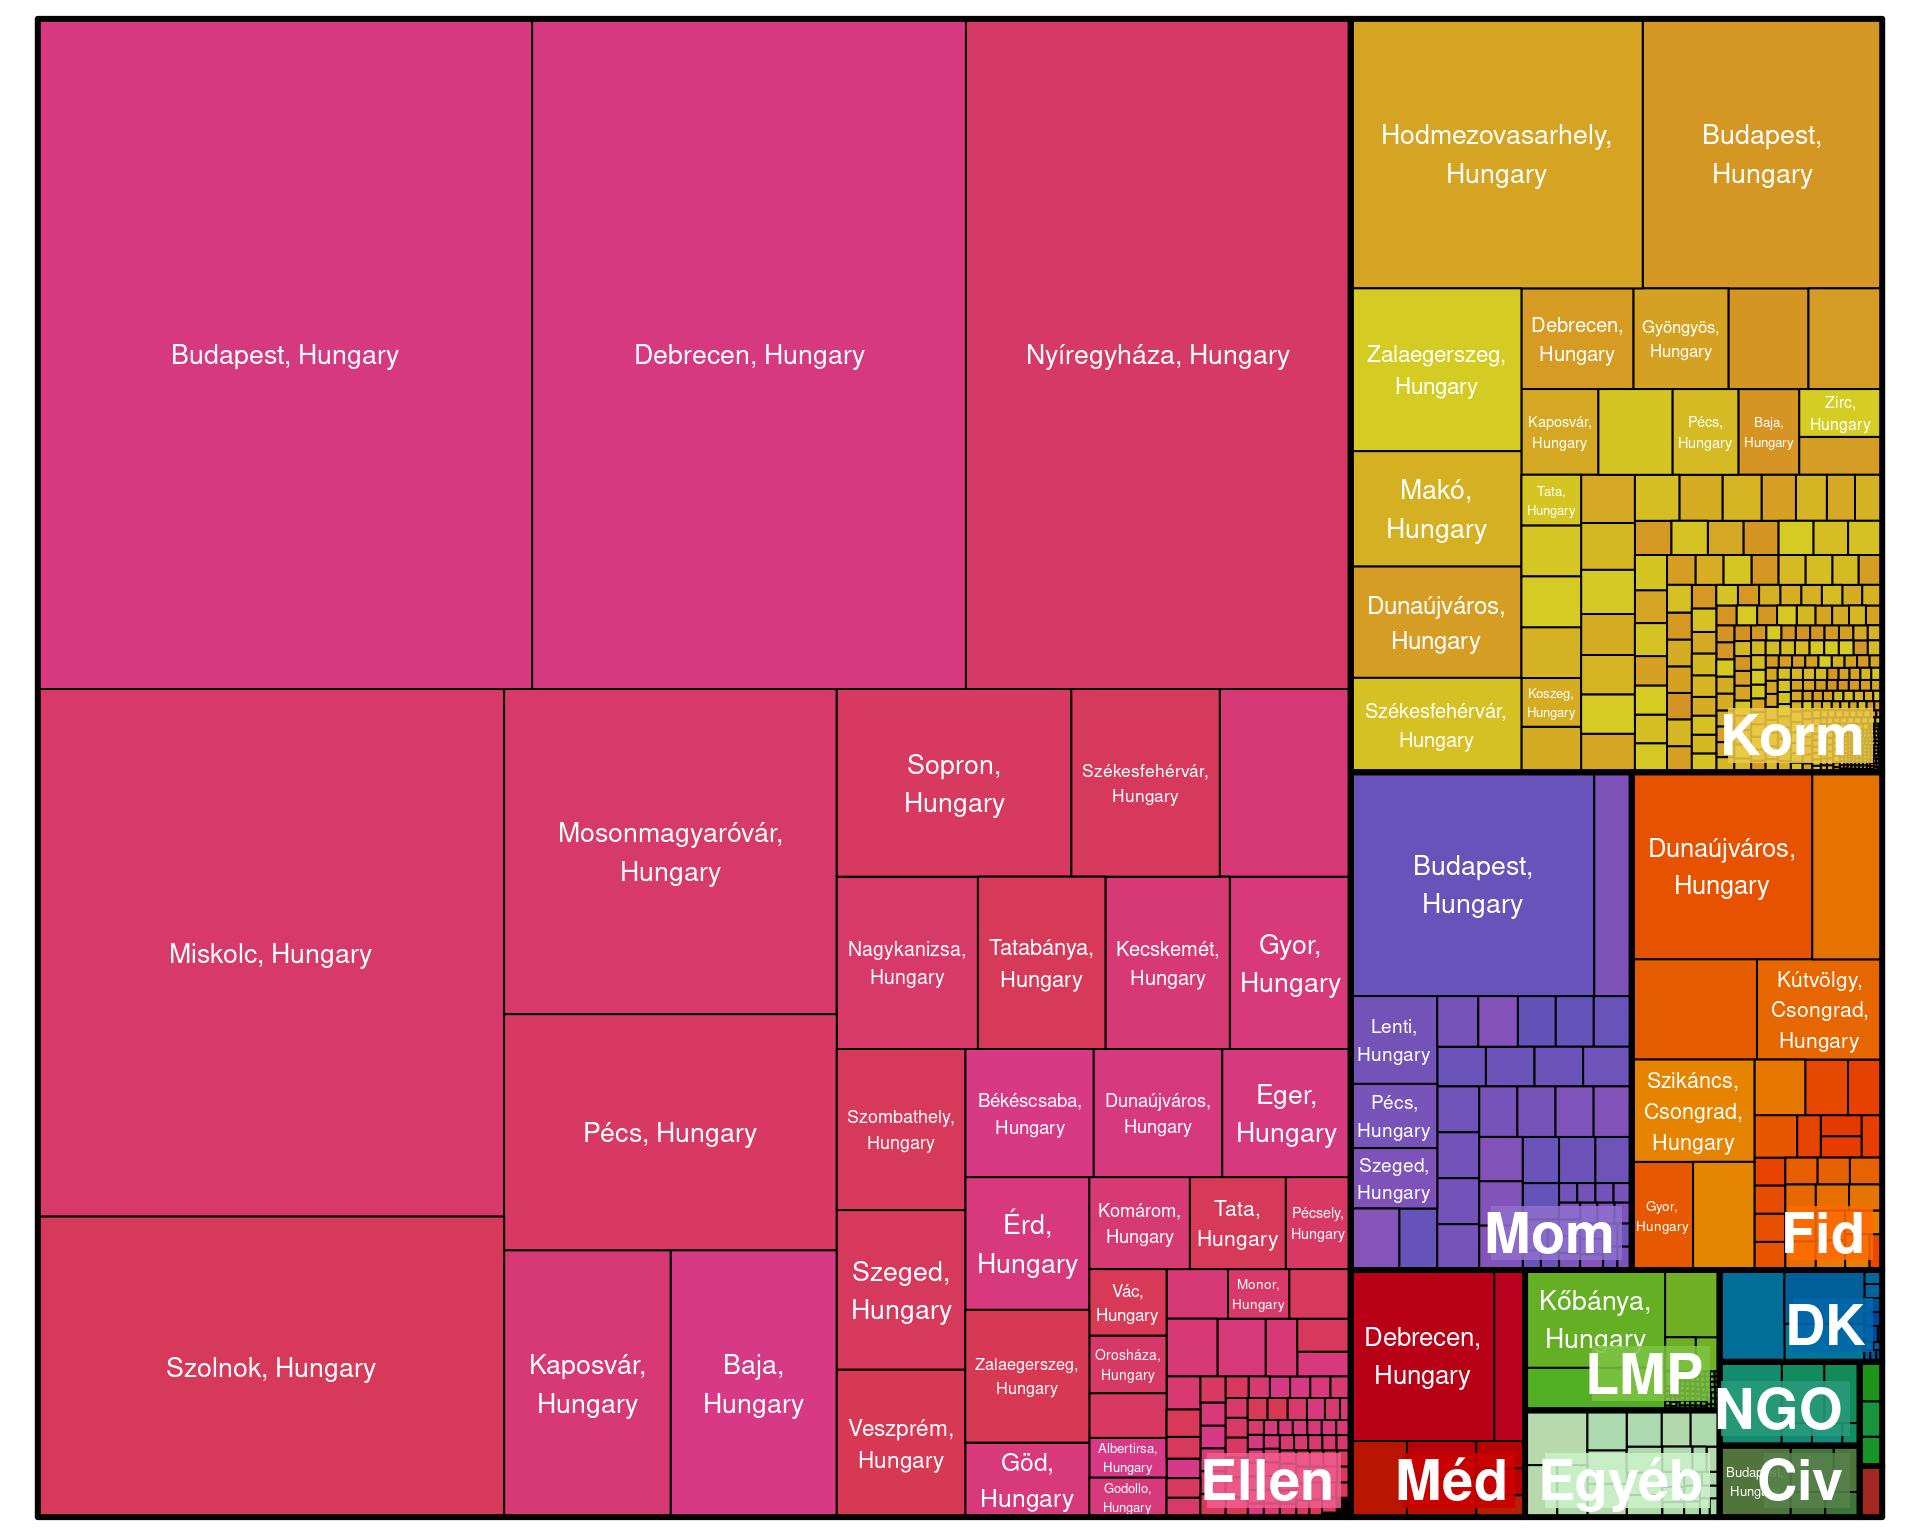 Budapest, Hungary
Debrecen, Hungary
Nyíregyháza, Hungary
Miskolc, Hungary
Szolnok, Hungary
Mosonmagyaróvár,
Hungary
Pécs, Hungary
Kaposvár,
Hungary
Baja,
Hungary
Sopron,
Hungary
Székesfehérvár,
Hungary
Nagykanizsa,
Hungary
Tatabánya,
Hungary
Kecskemét,
Hungary
Gyor,
Hungary
Szombathely,
Hungary
Szeged,
Hungary
Veszprém,
Hungary
Békéscsaba,
Hungary
Dunaújváros,
Hungary
Eger,
Hungary
Érd,
Hungary
Zalaegerszeg,
Hungary
Göd,
Hungary
Komárom,
Hungary
Tata,
Hungary
Pécsely,
Hungary
Vác,
Hungary
Monor,
Hungary
Orosháza,
Hungary
Albertirsa,
Hungary
Godollo,
Hungary
Ellen
Hodmezovasarhely,
Hungary
Budapest,
Hungary
Zalaegerszeg,
Hungary
Debrecen,
Hungary
Gyöngyös,
Hungary
Kaposvár,
Hungary
Pécs,
Hungary
Baja,
Hungary
Zirc,
Hungary
Makó,
Hungary
Tata,
Hungary
Dunaújváros,
Hungary
Székesfehérvár,
Hungary
Koszeg,
Hungary
Korm
Budapest,
Hungary
Lenti,
Hungary
Pécs,
Hungary
Szeged,
Hungary
Mom
Dunaújváros,
Hungary
Kútvölgy,
Csongrad,
Hungary
Szikáncs,
Csongrad,
Hungary
Gyor,
Hungary
Fid
Debrecen,
Hungary
Méd
Kőbánya,
Hungary
LMP
Egyéb
DK
NGO
Budapest,
Hungary
Civ